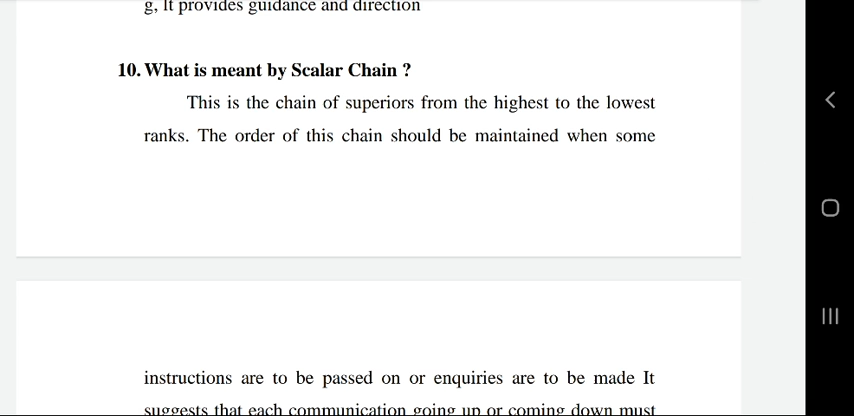 g, It provides guidance and direction
10. What is meant by Scalar Chain ?
This is the chain of superiors from the highest to the lowest
ranks. The order of this chain should be maintained when some
instructions are to be passed on or enquiries are to be made It
suggests that each communication going up or coming down must